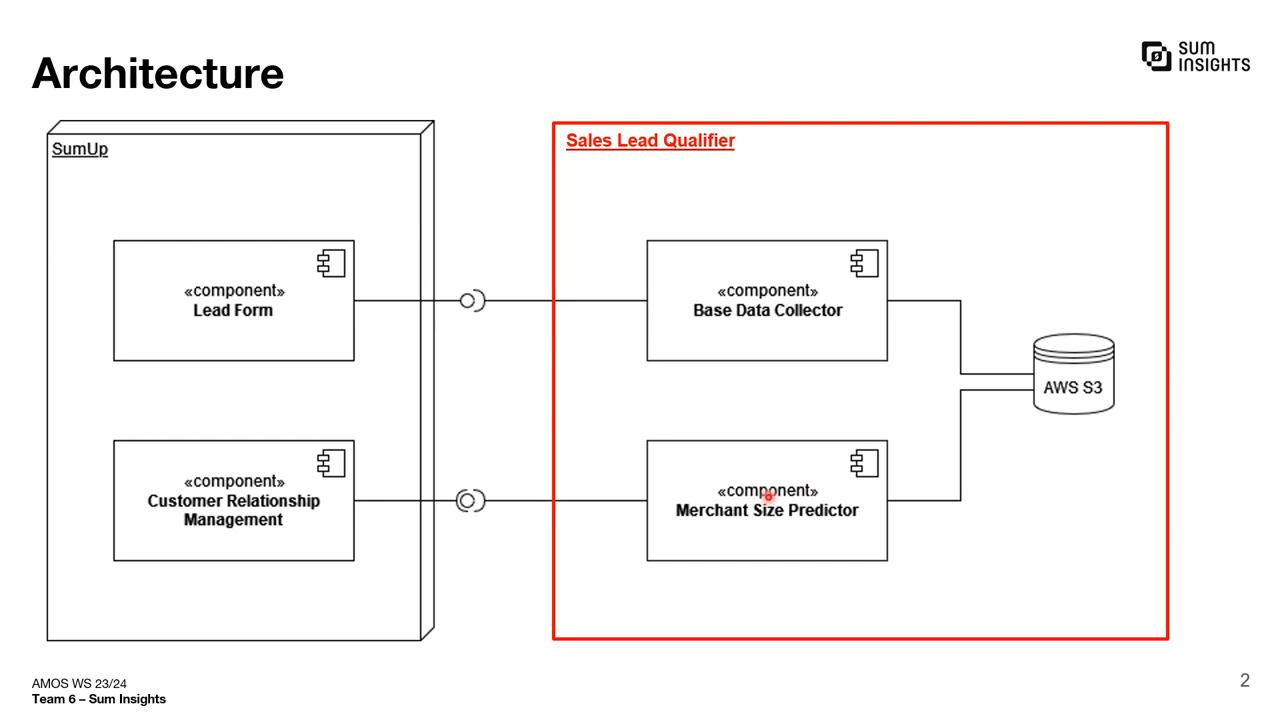 Architecture
SUM
INSIGHTS
SumUp
«component»
Lead Form
«component»
Customer Relationship
Management
Sales Lead Qualifier
«component»
Base Data Collector
«component»
Merchant Size Predictor
AWS S3
AMOS WS 23/24
Team 6 – Sum Insights
2